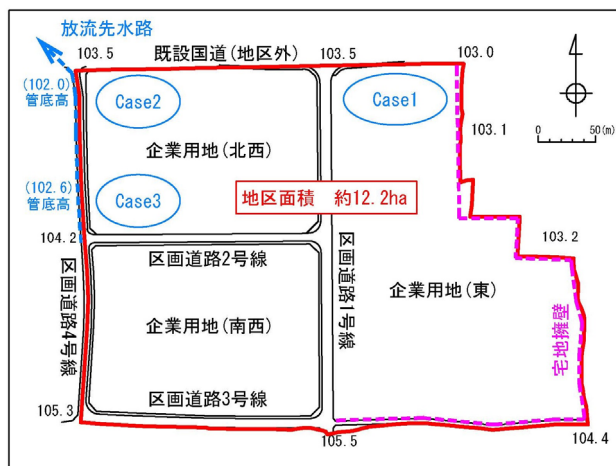 放流先水路
103.5
既設国道(地区外)
103.5
103.0
(102.0)
管底高
Case2
Case1
103.1
0
50(m)
企業用地(北西)
(102.6)
管底高
Case3
地区面積 約12.2ha
104.2
区画道路2号線
103.2
区画道路4号線
企業用地(南西)
区画道路1号線
企業用地(東)
宅地擁壁
区画道路3号線
105.3
105.5
104.4